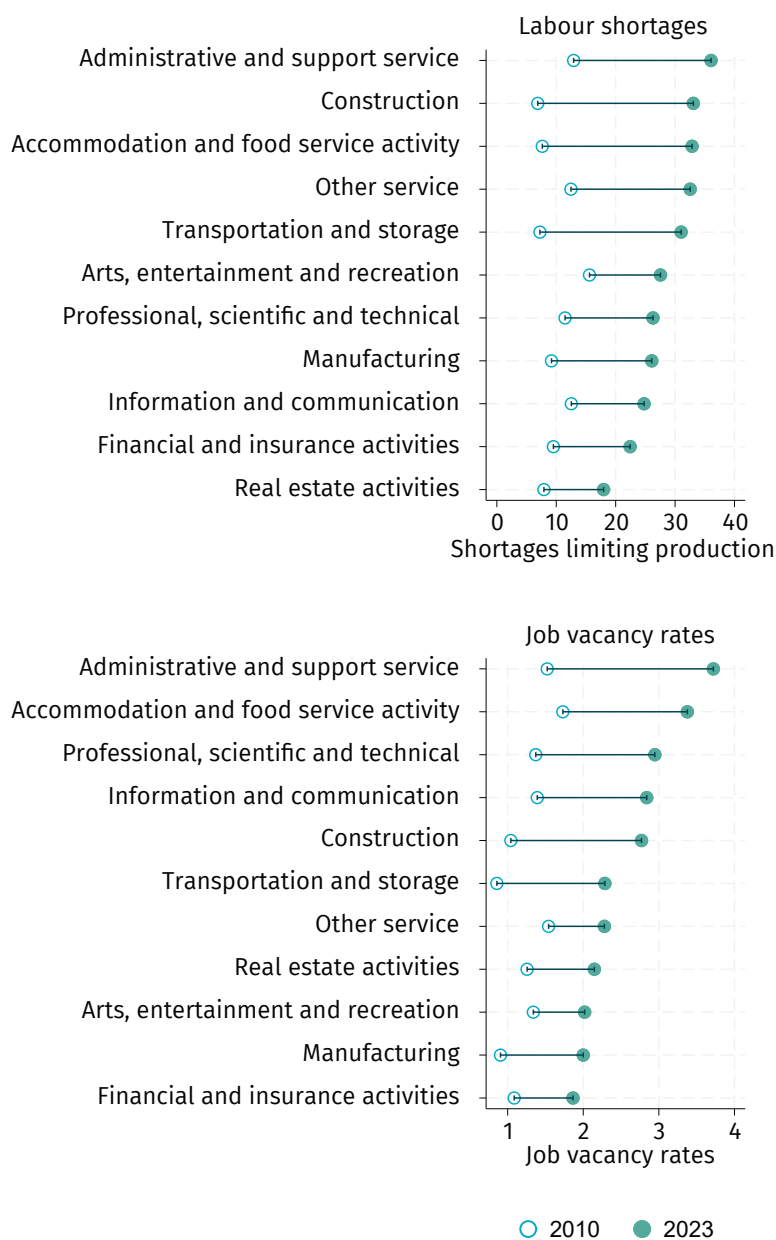 Labour shortages
Administrative and support service
Construction
Accommodation and food service activity
Other service
Transportation and storage
Arts, entertainment and recreation
Professional, scientific and technical
Manufacturing
Information and communication
Financial and insurance activities
Real estate activities
0 10 20 30 40
Shortages limiting production
Job vacancy rates
Administrative and support service
Accommodation and food service activity
Professional, scientific and technical
Information and communication
Construction
Transportation and storage
Other service
Real estate activities
Arts, entertainment and recreation
Manufacturing
Financial and insurance activities
1 2 3 4
Job vacancy rates
2010 2023